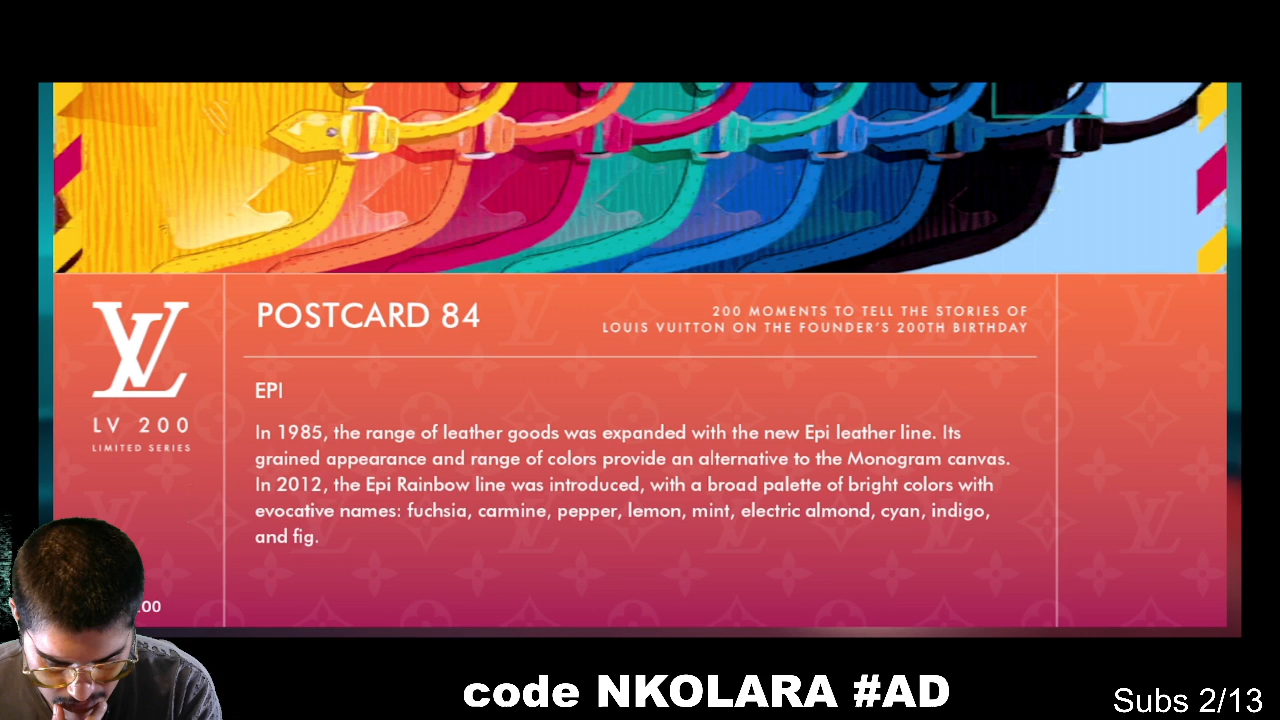 LV
LV 200
LIMITED SERIES
POSTCARD 84
200 MOMENTS TO TELL THE STORIES OF
LOUIS VUITTON ON THE FOUNDER'S 200TH BIRTHDAY
EPI
In 1985, the range of leather goods was expanded with the new Epi leather line. Its
grained appearance and range of colors provide an alternative to the Monogram canvas.
In 2012, the Epi Rainbow line was introduced, with a broad palette of bright colors with
evocative names: fuchsia, carmine, pepper, lemon, mint, electric almond, cyan, indigo,
and fig.
code NKOLARA #AD
Subs 2/13